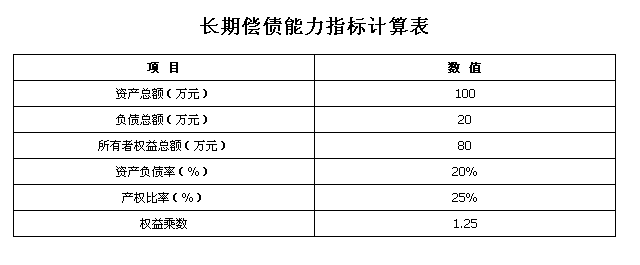 长期偿债能力指标计算表
项 目 数 值
资产总额(万元) 100
负债总额(万元) 20
所有者权益总额(万元) 80
资产负债率(%) 20%
产权比率(%) 25%
权益乘数 1.25